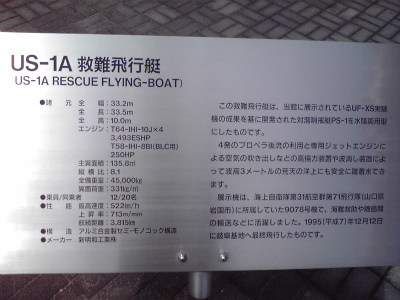 US-1A 救難飛行艇
(US-1A RESCUE FLYING-BOAT)
●諸 元 全 幅：33.2m
全 長：33.5m
全 高：10.0m
エンジン：T64-IHI-10J×4
3,493ESHP
T58-IHI-8BI(BLC用)
250HP
主翼面積：135.8㎡
縦 横 比：8.1
全備重量：45,000kg
翼面荷重：331kg/㎡
●乗員/同乗者 12/20名
●性 能 最高速度：522㎞/h
上 昇 率：713m/min
航続距離：3,815㎞
●構 造 アルミ合金製セミ・モノコック構造
●メーカー 新明和工業㈱
この救難飛行艇は、当館に展示されているUF-XS実験
機の成果を基に開発された対潜哨戒艇PS-1を水陸両用型
にしたものです。
4発のプロペラ後流の利用と専用ジェットエンジン
による空気の吹き出しなどの高揚力装置や波消し装置によ
って波高3メートルの荒天の洋上にも安全に離着水でき
ます。
展示機は、海上自衛隊第31航空群第71飛行隊(山口県
岩国市)に所属していた9078号機で、海難救助や離島間
の輸送などに活躍しました。1995(平成7)年12月12日
に岐阜基地へ最終飛行したものです。